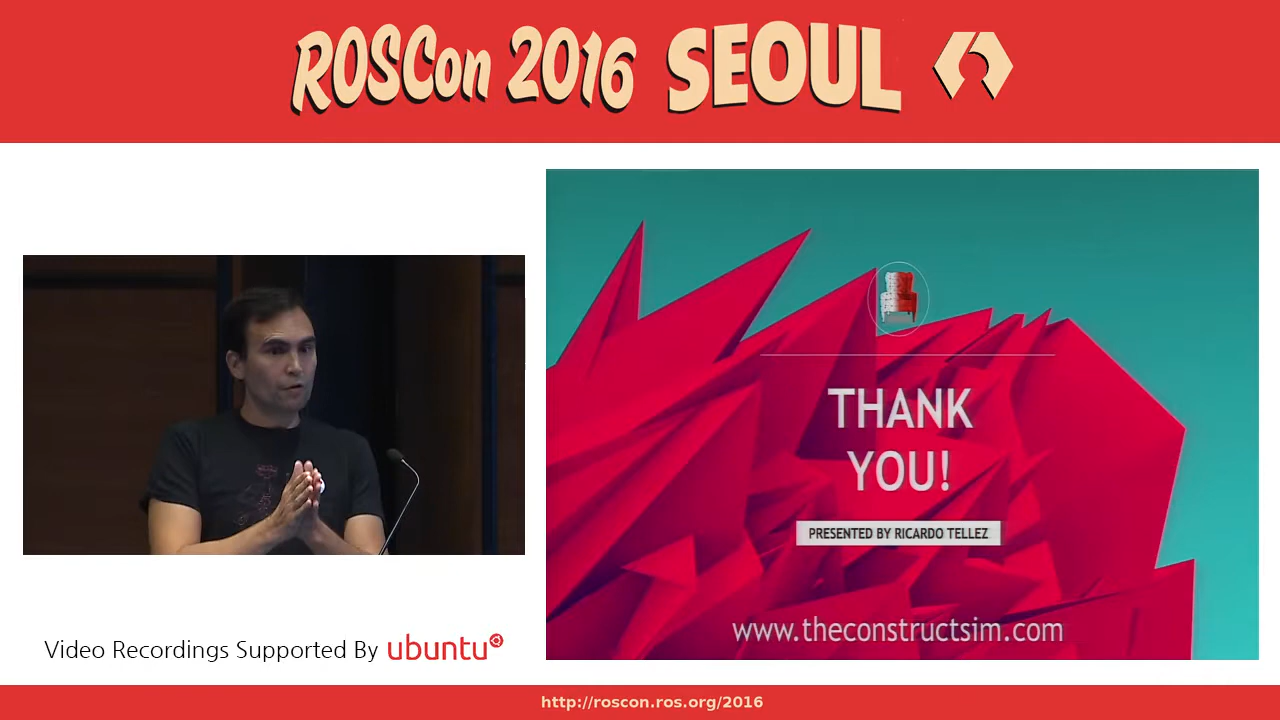 ROSCon 2016 SEOUL
THANK
YOU!
PRESENTED BY RICARDO TELLEZ
www.theconstructsim.com
Video Recordings Supported By ubuntu
http://roscon.ros.org/2016